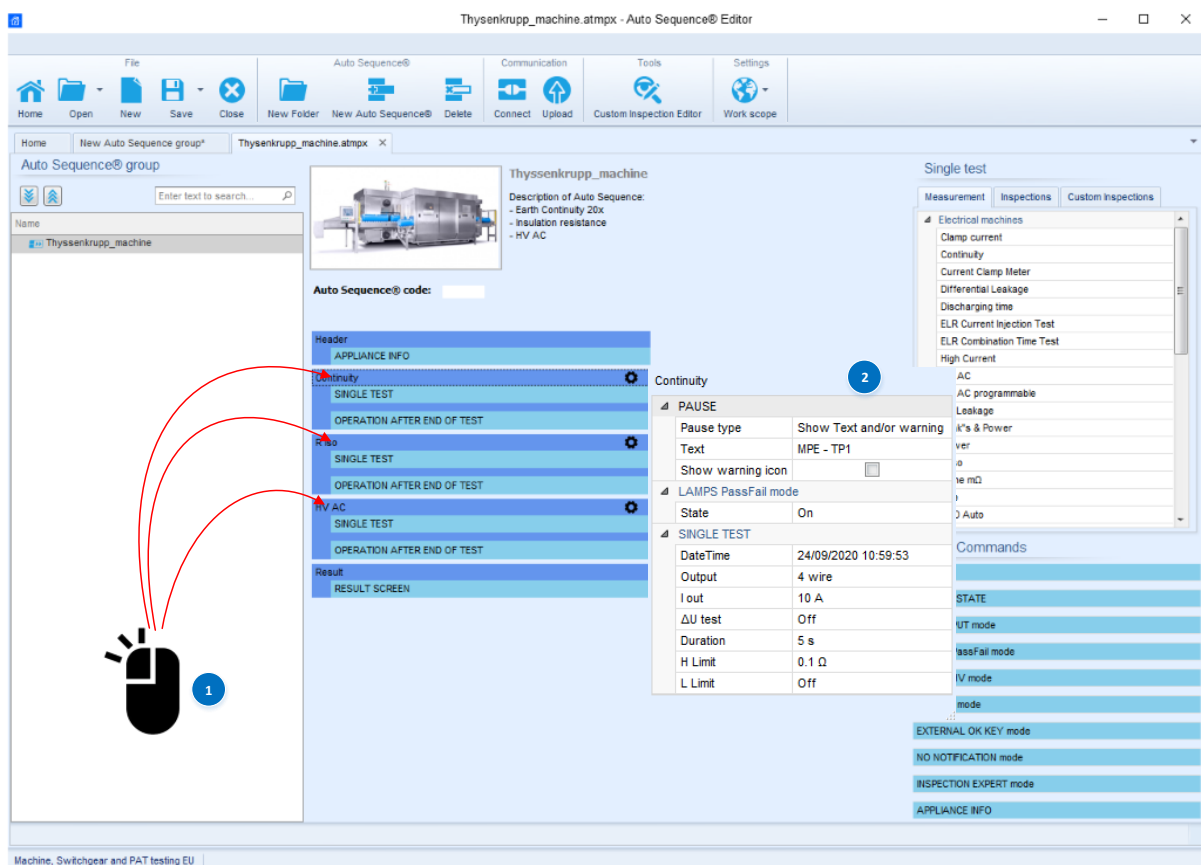 Thysenkrupp_machine.atmpx - Auto Sequence® Editor
File
Auto Sequence®
Communication
Tools
Settings
Home
Open
New
Save
Close
New Folder
New Auto Sequence®
Delete
Connect
Upload
Custom Inspection Editor
Work scope
Home
New Auto Sequence group*
Thysenkrupp_machine.atmpx
Auto Sequence® group
Enter text to search...
Name
Thyssenkrupp_machine
Thyssenkrupp_machine
Description of Auto Sequence:
- Earth Continuity 20x
- Insulation resistance
- HV AC
Auto Sequence® code:
Header
APPLIANCE INFO
Continuity
SINGLE TEST
OPERATION AFTER END OF TEST
R iso
SINGLE TEST
OPERATION AFTER END OF TEST
HV AC
SINGLE TEST
OPERATION AFTER END OF TEST
Result
RESULT SCREEN
1
2
Continuity
PAUSE
Pause type Show Text and/or warning
Text MPE - TP1
Show warning icon
LAMPS PassFail mode
State On
SINGLE TEST
DateTime 24/09/2020 10:59:53
Output 4 wire
I out 10 A
ΔU test Off
Duration 5 s
H Limit 0.1 Ω
L Limit Off
Single test
Measurement
Inspections
Custom Inspections
Electrical machines
Clamp current
Continuity
Current Clamp Meter
Differential Leakage
Discharging time
ELR Current Injection Test
ELR Combination Time Test
High Current
AC
AC programmable
Leakage
& Power
mΩ
Auto
Commands
STATE
mode
PassFail mode
mode
mode
EXTERNAL OK KEY mode
NO NOTIFICATION mode
INSPECTION EXPERT mode
APPLIANCE INFO
Machine, Switchgear and PAT testing EU